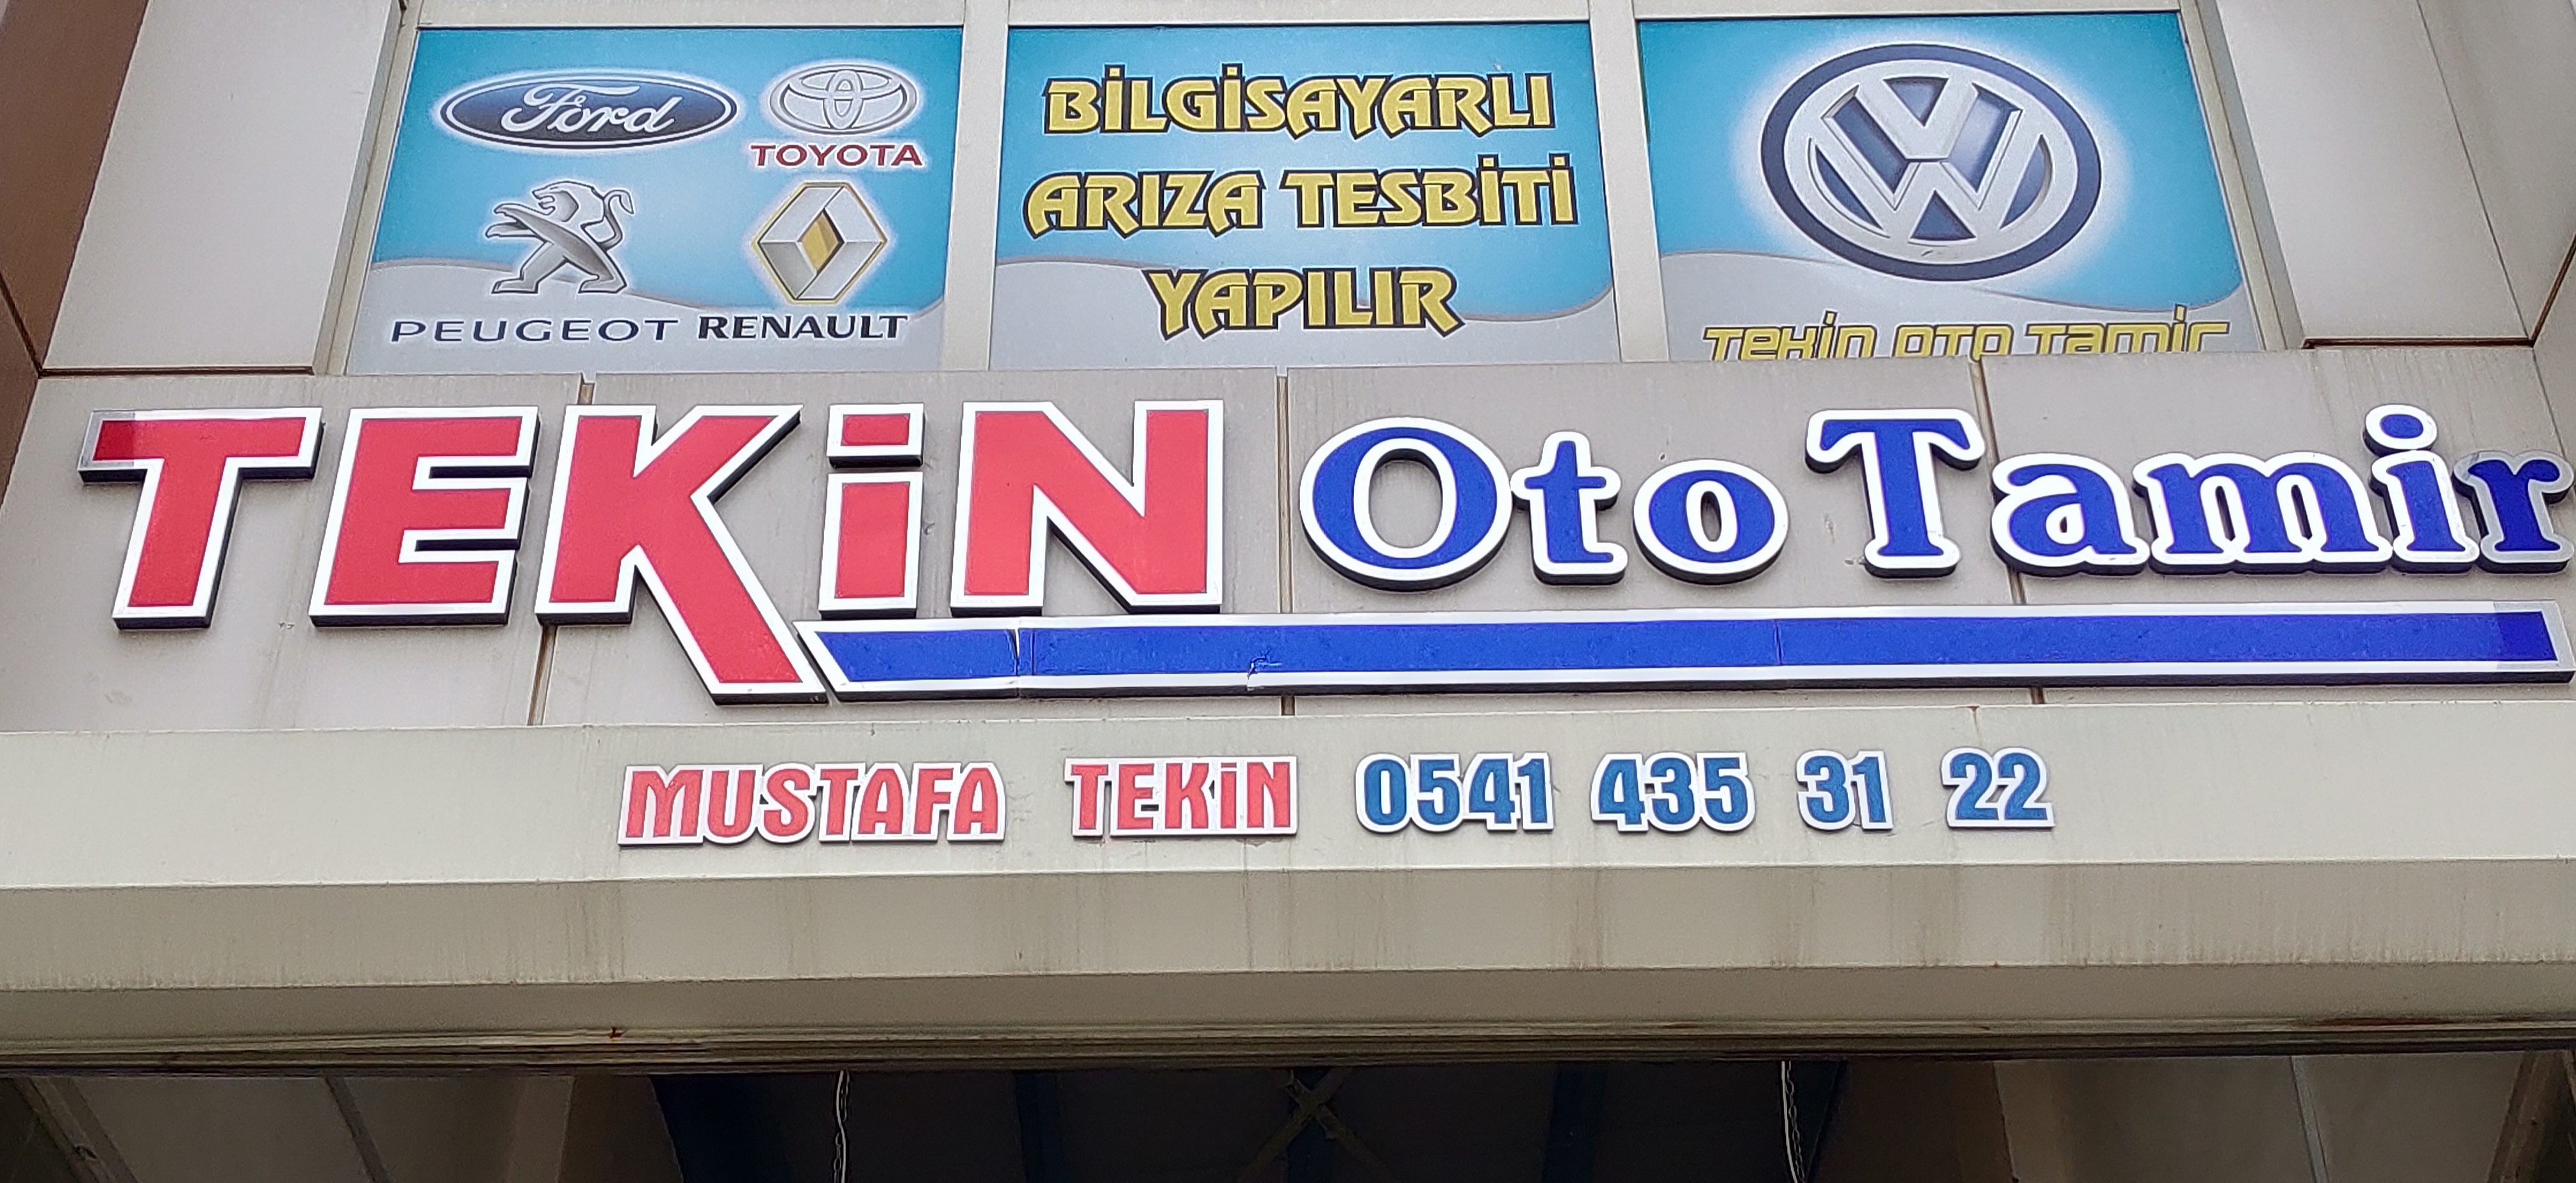 Ford
TOYOTA
PEUGEOT RENAULT
BİLGİSAYARLI
ARIZA TESBİTİ
YAPILIR
TEKİN OTO TAMİR
TEKİN Oto Tamir
MUSTAFA TEKİN 0541 435 31 22